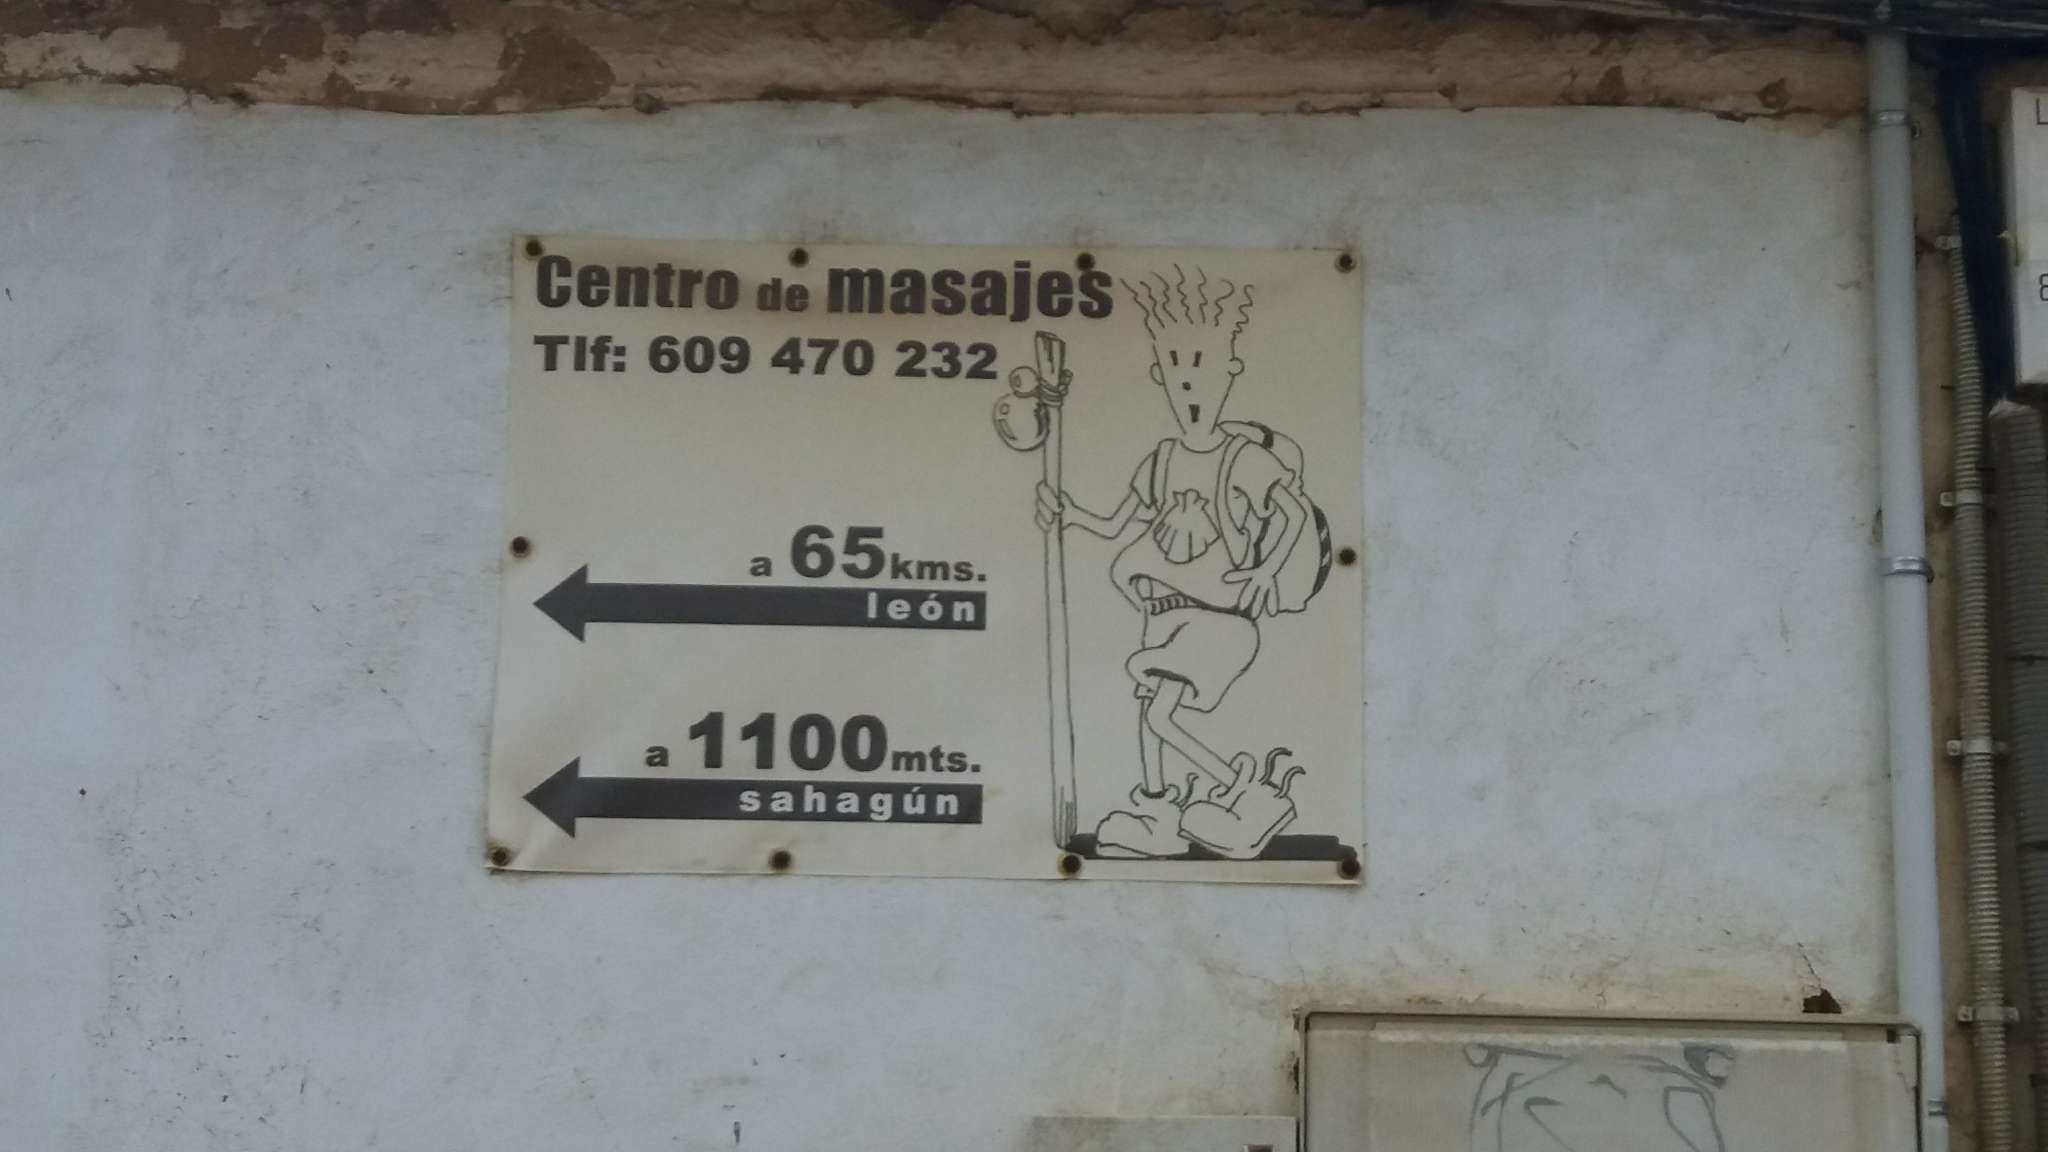 Centro de masajes
Tlf: 609 470 232
a 65kms.
león
a 1100mts.
sahagún